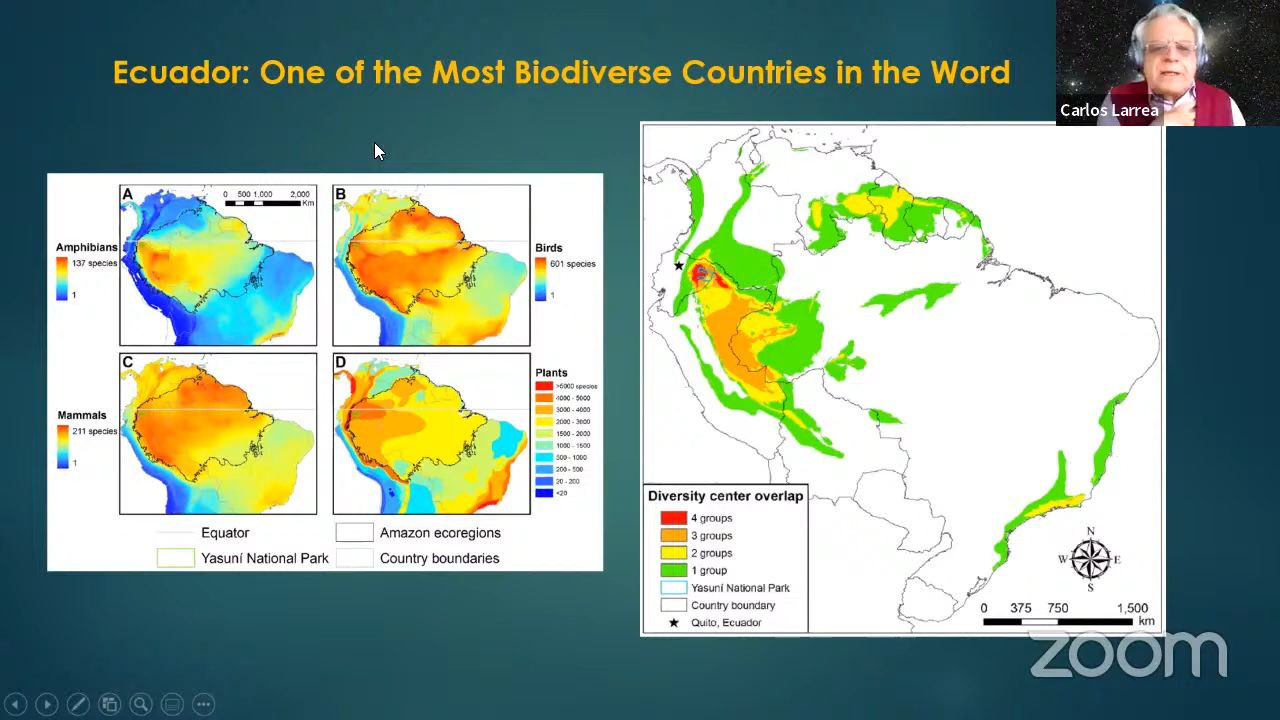 Ecuador: One of the Most Biodiverse Countries in the Word
Carlos Larrea
A
0 500 1,000 2,000
Km
B
Amphibians
137 species
1
Birds
601 species
1
C
D
Mammals
211 species
1
Plants
>5000 species
4000 - 5000
3000 - 4000
2000 - 3000
1500 - 2000
1000 - 1500
500 - 1000
200 - 500
20 - 200
<20
Equator
Amazon ecoregions
Yasuní National Park
Country boundaries
Diversity center overlap
4 groups
3 groups
2 groups
1 group
Yasuní National Park
Country boundary
Quito, Ecuador
N
W E
S
0 375 750 1,500
km
zoom